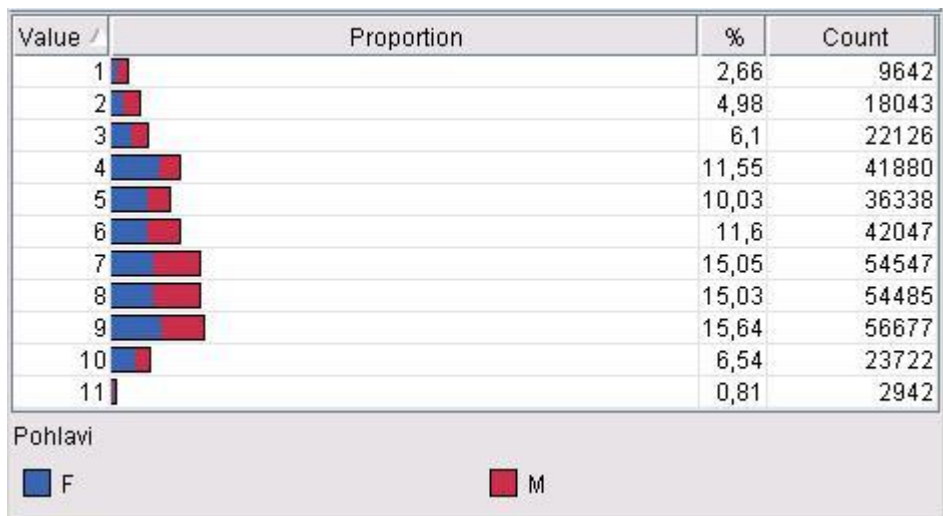 Value Proportion % Count
1 2,66 9642
2 4,98 18043
3 6,1 22126
4 11,55 41880
5 10,03 36338
6 11,6 42047
7 15,05 54547
8 15,03 54485
9 15,64 56677
10 6,54 23722
11 0,81 2942
Pohlavi
F M